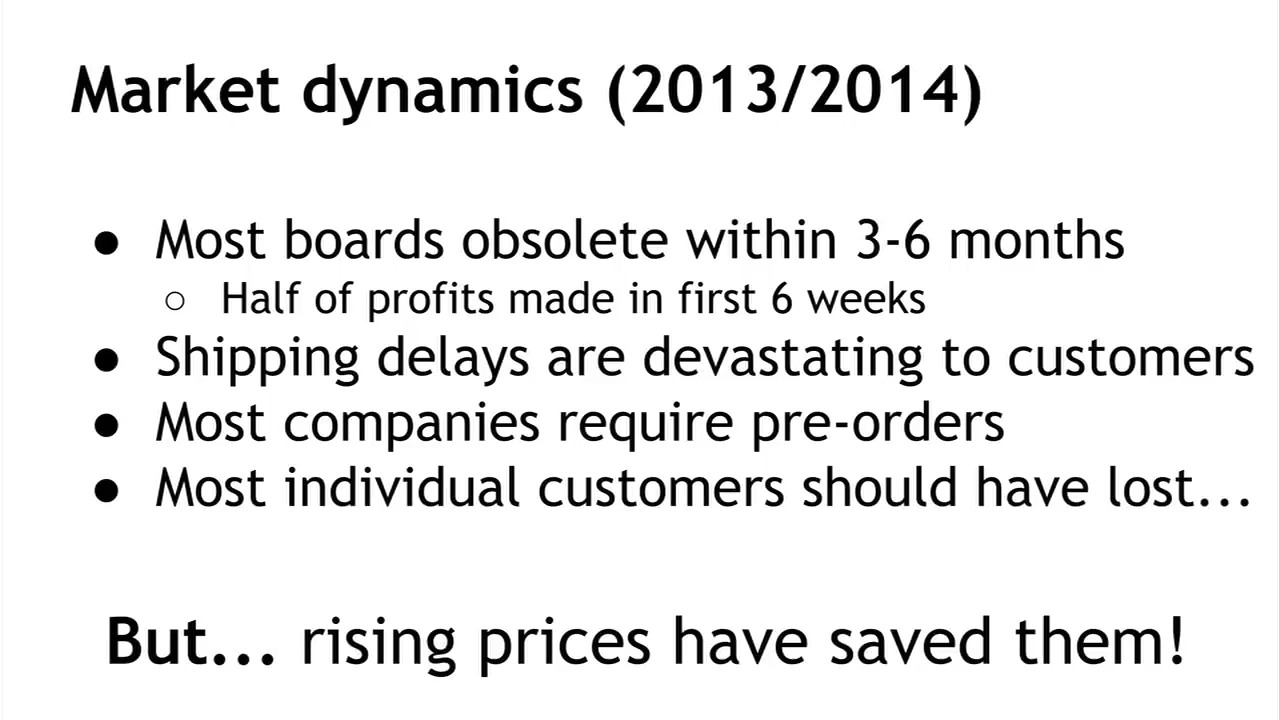 Market dynamics (2013/2014)
● Most boards obsolete within 3-6 months
○ Half of profits made in first 6 weeks
● Shipping delays are devastating to customers
● Most companies require pre-orders
● Most individual customers should have lost...
But... rising prices have saved them!